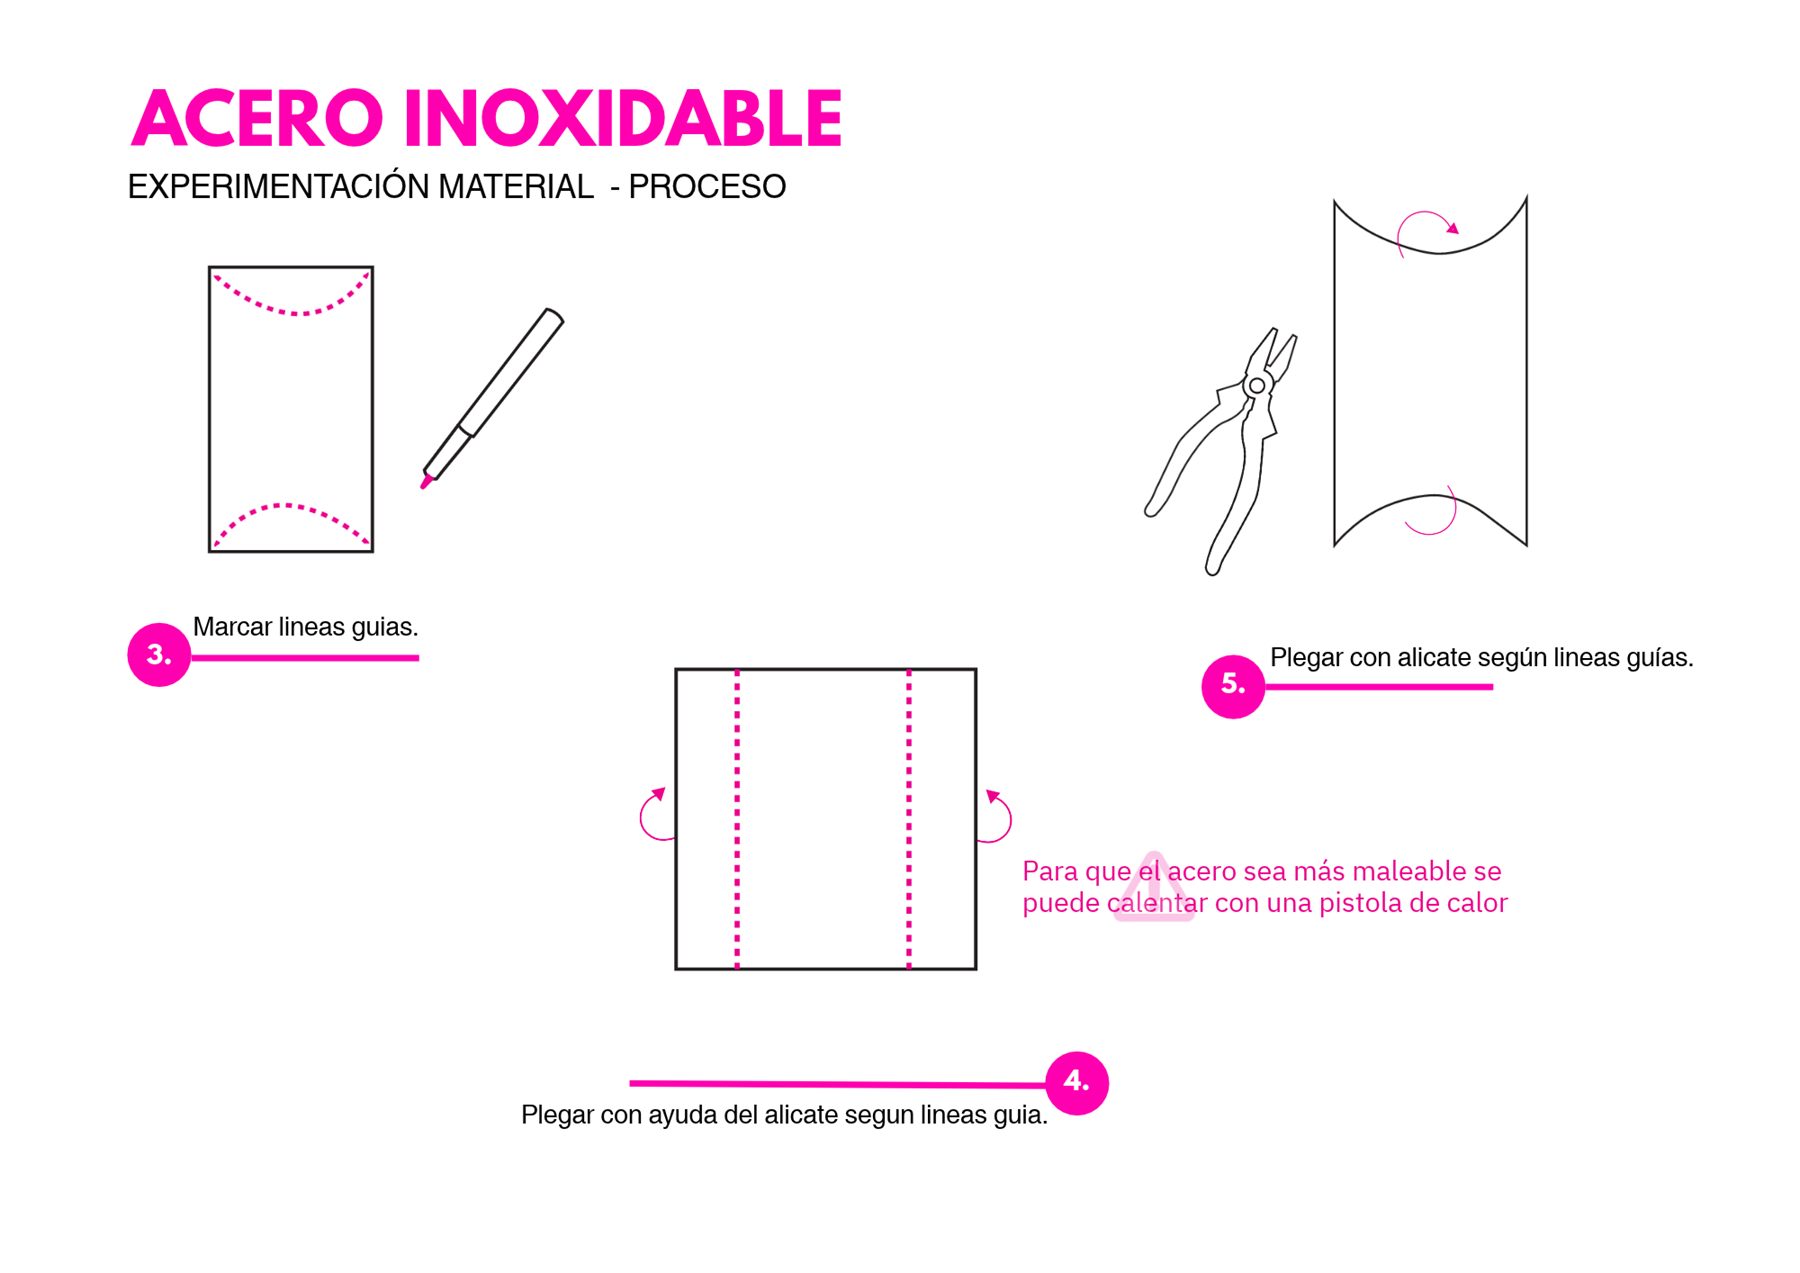 ACERO INOXIDABLE
EXPERIMENTACIÓN MATERIAL - PROCESO
Marcar lineas guias.
3.
Plegar con alicate según lineas guías.
5.
Para que el acero sea más maleable se
puede calentar con una pistola de calor
4.
Plegar con ayuda del alicate segun lineas guia.